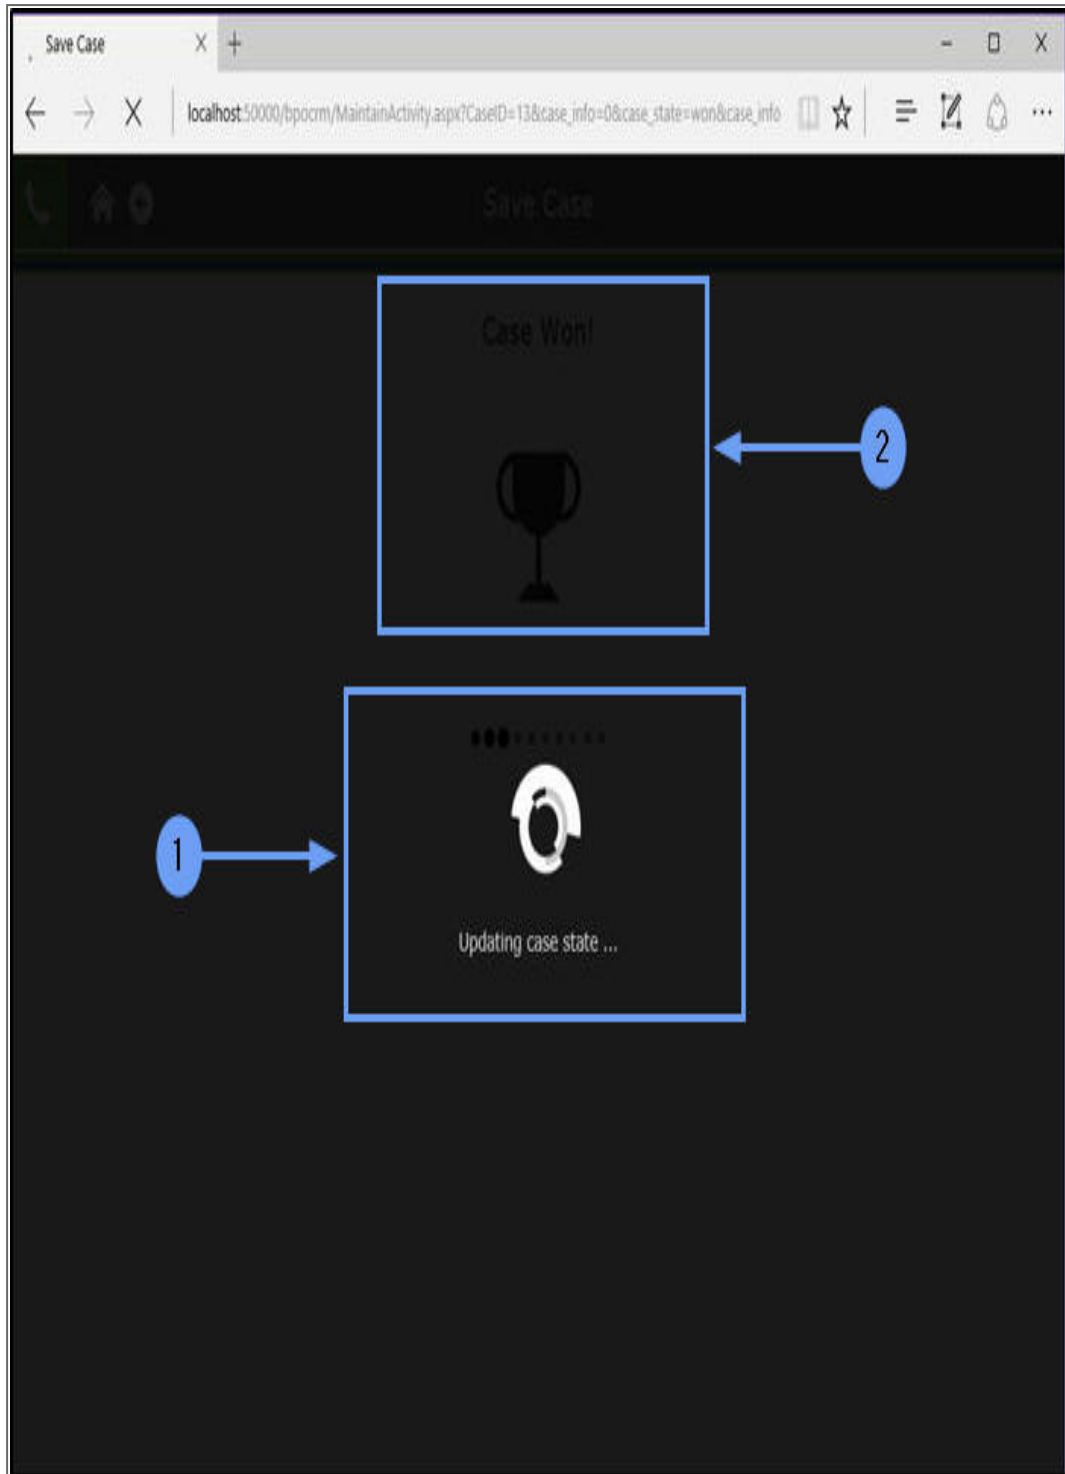 Save Case
localhost:50000/bpocrm/MaintainActivity.aspx?CaseID=13&case_info=0&case_state=won&case_info
Save Case
Case Won!
2
1
Updating case state ...